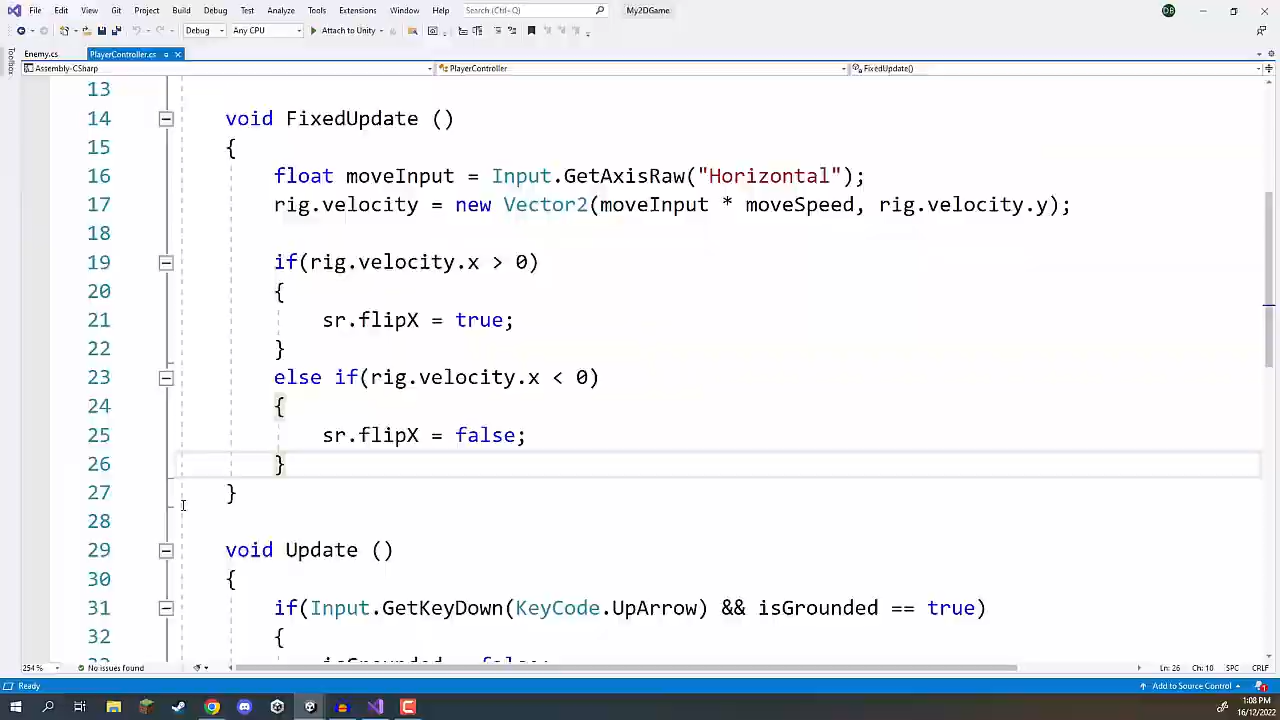 File Edit View Git Project Build Debug Test Analyze Tools Extensions Window Help Search (Ctrl+Q) My2DGame DB
Debug Any CPU Attach to Unity
Toolbox
Enemy.cs PlayerController.cs
Assembly-CSharp PlayerController FixedUpdate()
13
14 void FixedUpdate ()
15 {
16 float moveInput = Input.GetAxisRaw("Horizontal");
17 rig.velocity = new Vector2(moveInput * moveSpeed, rig.velocity.y);
18
19 if(rig.velocity.x > 0)
20 {
21 sr.flipX = true;
22 }
23 else if(rig.velocity.x < 0)
24 {
25 sr.flipX = false;
26 }
27 }
28
29 void Update ()
30 {
31 if(Input.GetKeyDown(KeyCode.UpArrow) && isGrounded == true)
32 {
33 isGrounded = false;
254 % No issues found Ln: 26 Ch: 10 SPC CRLF
Ready Add to Source Control
1:08 PM
16/12/2022